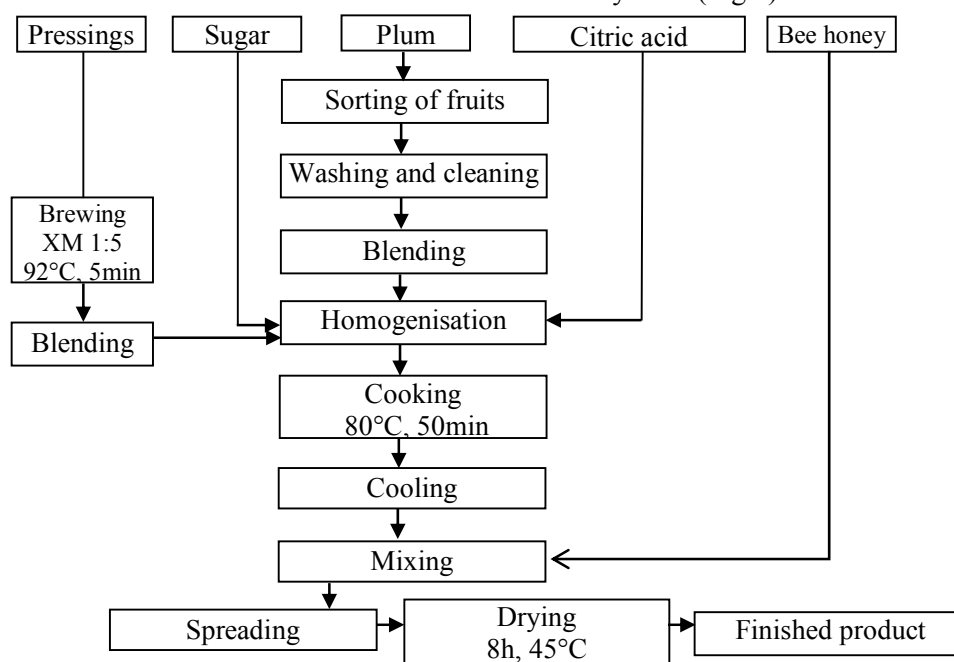 Pressings
Sugar
Plum
Citric acid
Bee honey
Sorting of fruits
Washing and cleaning
Brewing
XM 1:5
92°C, 5min
Blending
Homogenisation
Blending
Cooking
80°C, 50min
Cooling
Mixing
Spreading
Drying
8h, 45°C
Finished product